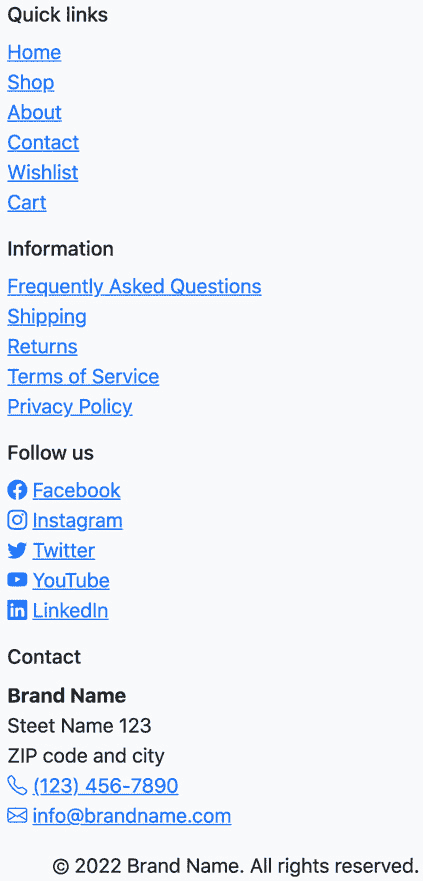 Quick links
Home
Shop
About
Contact
Wishlist
Cart
Information
Frequently Asked Questions
Shipping
Returns
Terms of Service
Privacy Policy
Follow us
Facebook
Instagram
Twitter
YouTube
LinkedIn
Contact
Brand Name
Steet Name 123
ZIP code and city
(123) 456-7890
info@brandname.com
© 2022 Brand Name. All rights reserved.